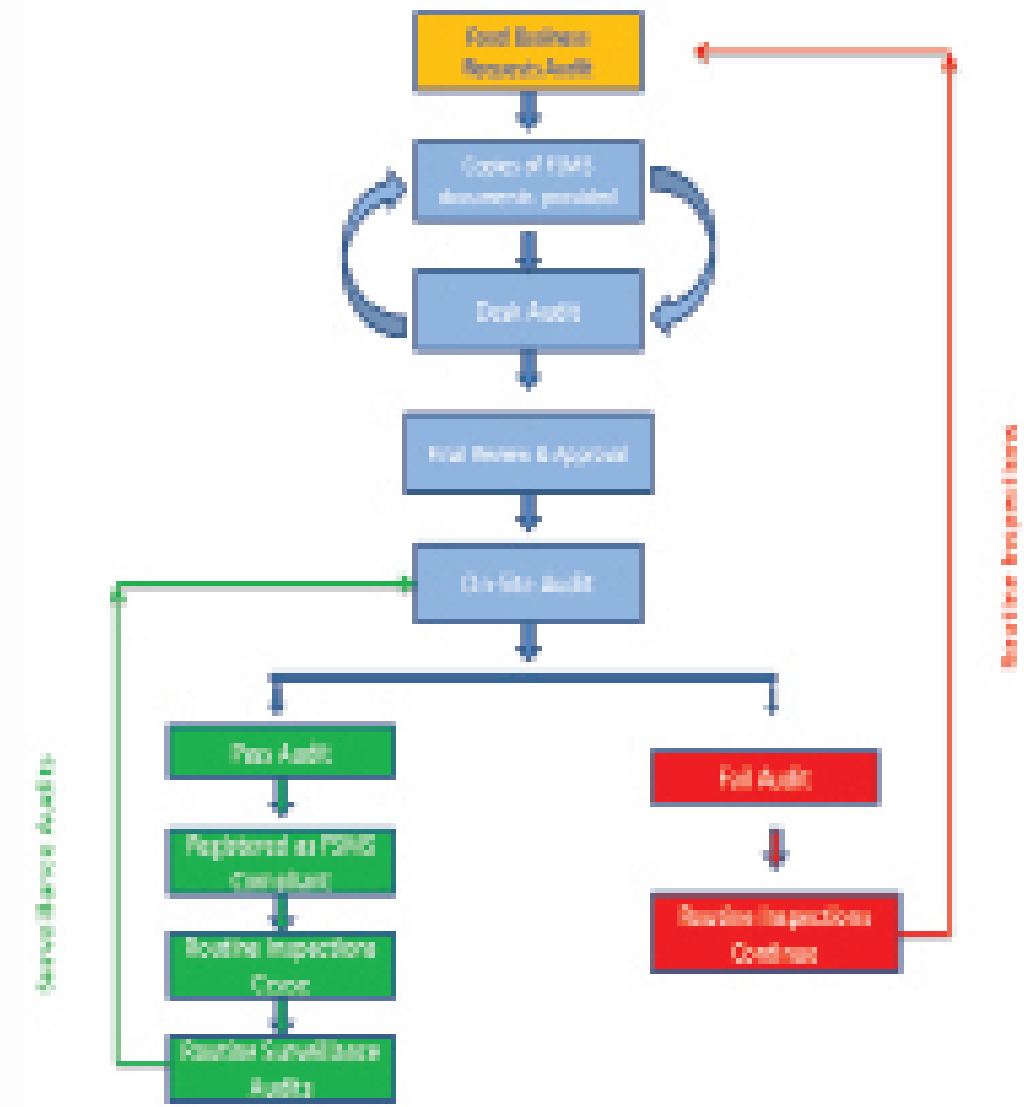 Food Business
Requests Audit
Copies of FSMS
documents provided
Desk Audit
Final Review & Approval
On-Site Audit
Pass Audit
Fail Audit
Registered as FSMS
Compliant
Routine Inspections
Continue
Routine Inspections
Cease
Routine Surveillance
Audits
Surveillance Audits
Routine Inspections